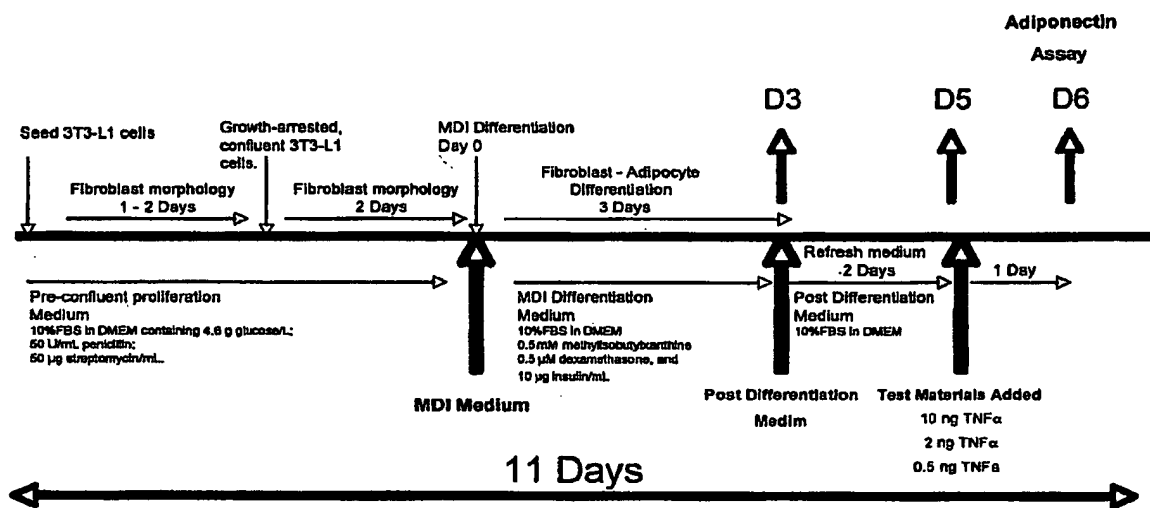 Adiponectin
Assay
D3
D5
D6
Seed 3T3-L1 cells
Growth-arrested,
confluent 3T3-L1
cells.
MDI Differentiation
Day 0
Fibroblast morphology
1 - 2 Days
Fibroblast morphology
2 Days
Fibroblast - Adipocyte
Differentiation
3 Days
Refresh medium
2 Days
1 Day
Pre-confluent proliferation
Medium
10%FBS in DMEM containing 4.6 g glucose/L;
50 U/mL penicillin;
50 µg streptomycin/mL.
MDI Differentiation
Medium
10%FBS in DMEM
0.5mM methylisobutylxanthine
0.5 µM dexamethasone, and
10 µg insulin/mL.
Post Differentiation
Medium
10%FBS in DMEM
MDI Medium
Post Differentiation
Medim
Test Materials Added
10 ng TNFα
2 ng TNFα
0.5 ng TNFa
11 Days